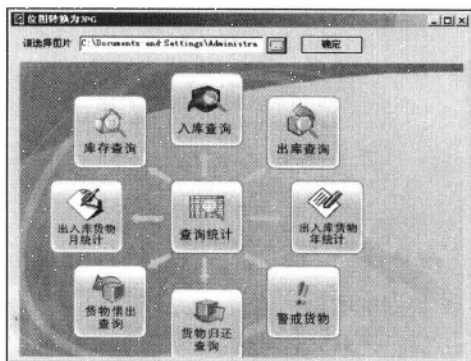 位图转换为JPG
请选择图片 C:\Documents and Settings\Administra ... 确定
入库查询
库存查询
出库查询
出入库货物
月统计
查询统计
出入库货物
年统计
货物借出
查询
货物归还
查询
警戒货物